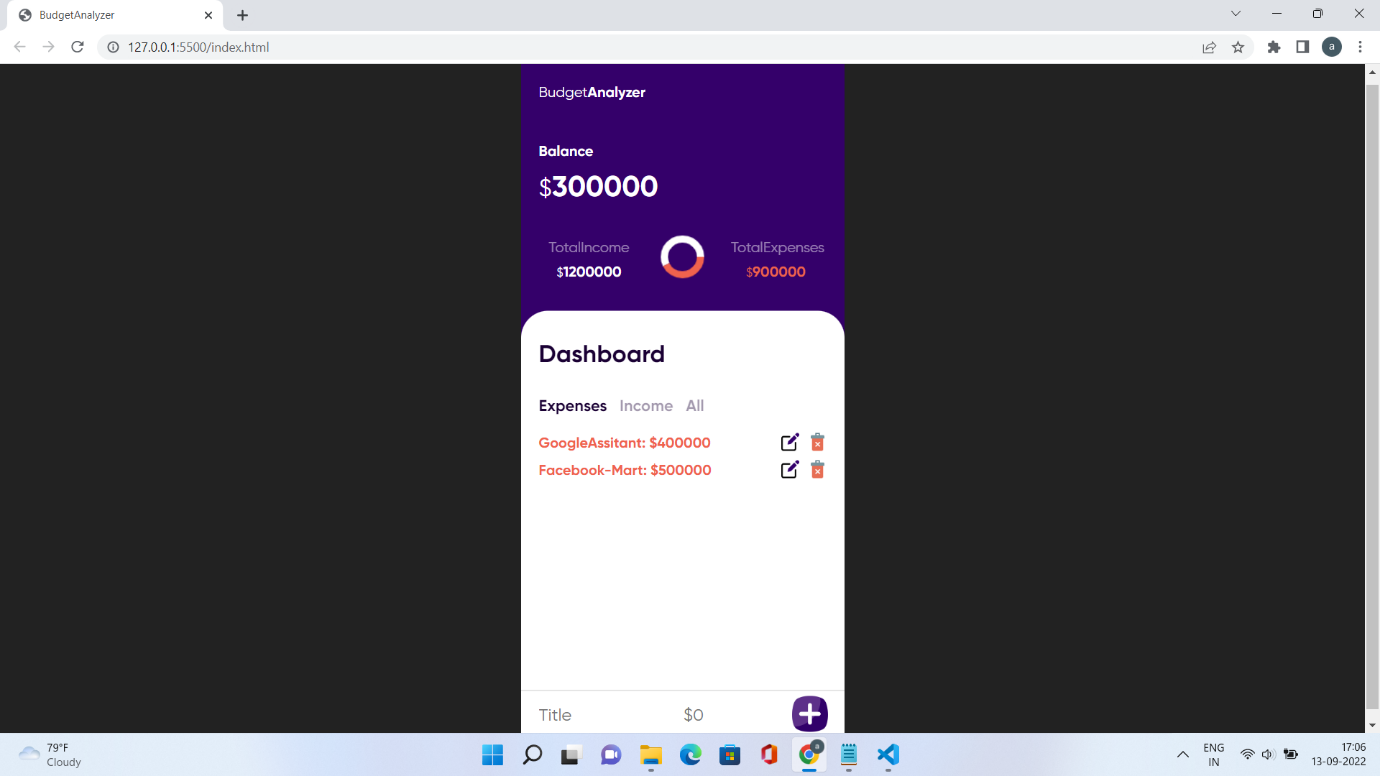 BudgetAnalyzer
127.0.0.1:5500/index.html
a
BudgetAnalyzer
Balance
$300000
TotalIncome
TotalExpenses
$1200000
$900000
Dashboard
Expenses Income All
GoogleAssitant: $400000
Facebook-Mart: $500000
Title $0
79°F
Cloudy
a
ENG
IN
17:06
13-09-2022